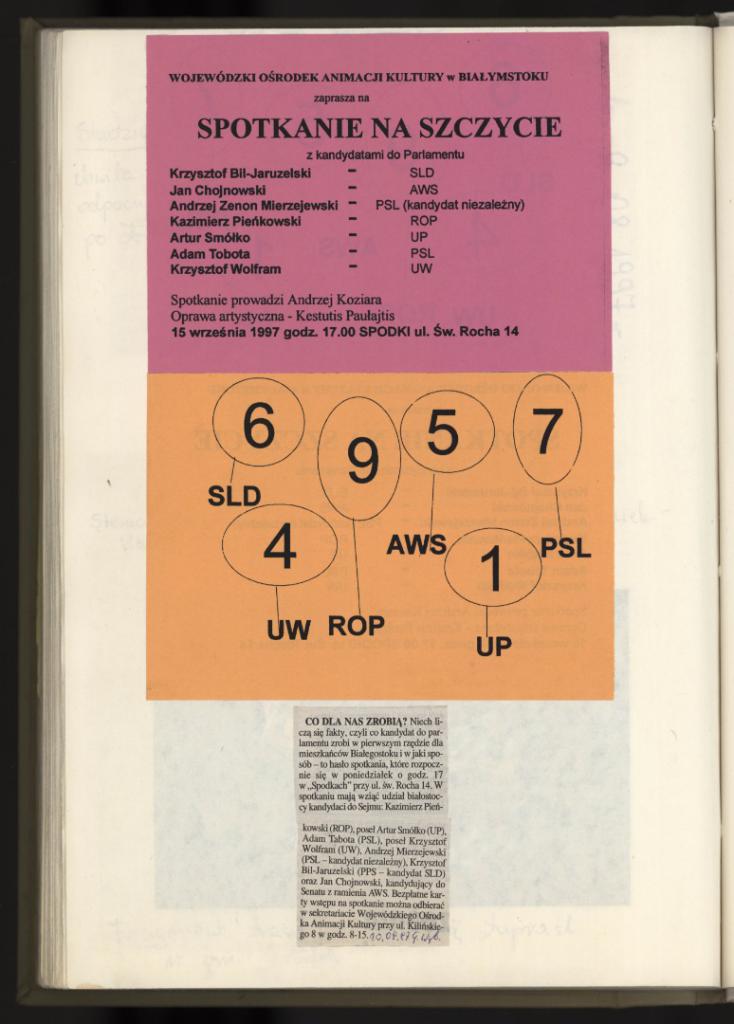 WOJEWÓDZKI OŚRODEK ANIMACJI KULTURY w BIAŁYMSTOKU
zaprasza na
SPOTKANIE NA SZCZYCIE
z kandydatami do Parlamentu
Krzysztof Bil-Jaruzelski - SLD
Jan Chojnowski - AWS
Andrzej Zenon Mierzejewski - PSL (kandydat niezależny)
Kazimierz Pieńkowski - ROP
Artur Smółko - UP
Adam Tobota - PSL
Krzysztof Wolfram - UW
Spotkanie prowadzi Andrzej Koziara
Oprawa artystyczna - Kestutis Paułajtis
15 września 1997 godz. 17.00 SPODKI ul. Św. Rocha 14
6
9
5
7
SLD
4
AWS
1
PSL
UW
ROP
UP
CO DLA NAS ZROBIĄ? Niech li-
czą się fakty, czyli co kandydat do par-
lamentu zrobi w pierwszym rzędzie dla
mieszkańców Białegostoku i w jaki spo-
sób – to hasło spotkania, które rozpocz-
nie się w poniedziałek o godz. 17
w „Spodkach” przy ul. św. Rocha 14. W
spotkaniu mają wziąć udział białostoc-
cy kandydaci do Sejmu: Kazimierz Pień-
kowski (ROP), poseł Artur Smółko (UP),
Adam Tobota (PSL), poseł Krzysztof
Wolfram (UW), Andrzej Mierzejewski
(PSL – kandydat niezależny), Krzysztof
Bil-Jaruzelski (PPS – kandydat SLD)
oraz Jan Chojnowski, kandydujący do
Senatu z ramienia AWS. Bezpłatne kar-
ty wstępu na spotkanie można odbierać
w sekretariacie Wojewódzkiego Ośrod-
ka Animacji Kultury przy ul. Kilińskie-
go 8 w godz. 8-15.